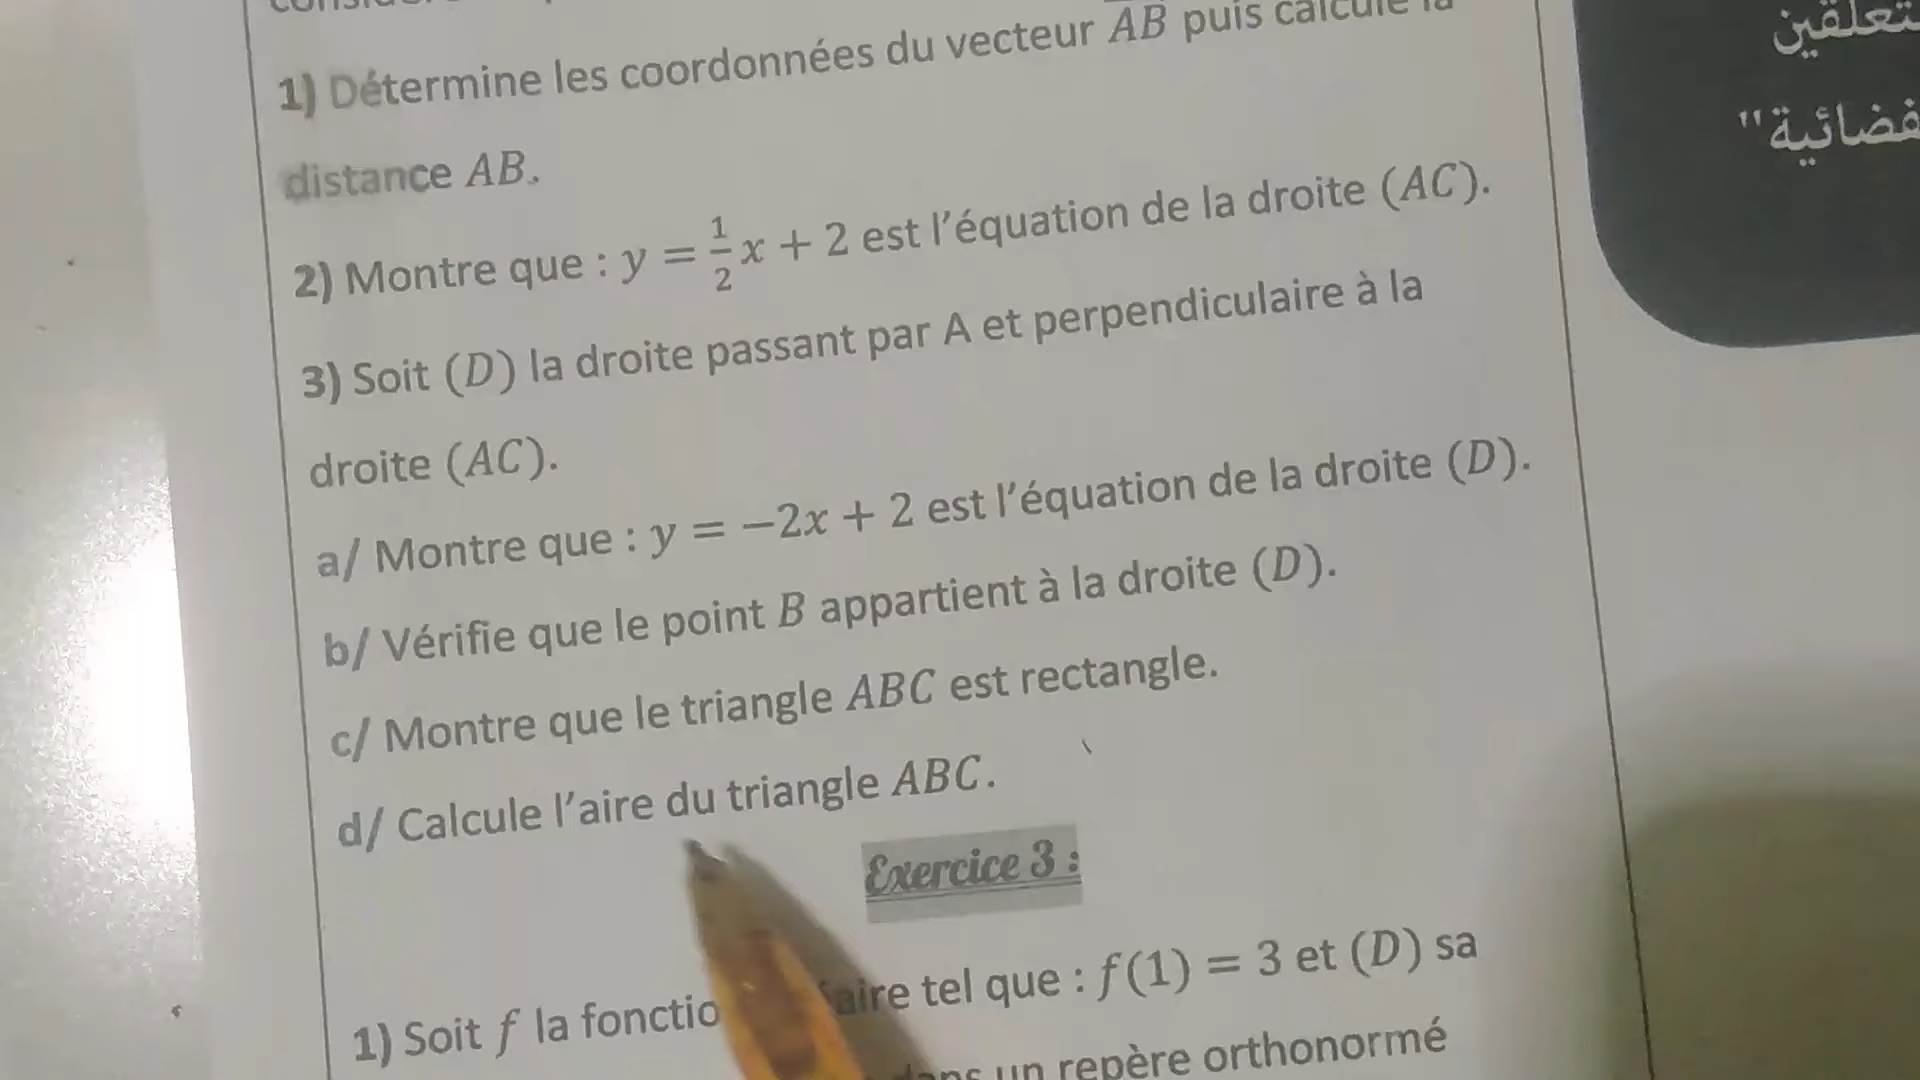 1) Détermine les coordonnées du vecteur AB puis calcule la
distance AB.
2) Montre que : y = 1/2 x + 2 est l'équation de la droite (AC).
3) Soit (D) la droite passant par A et perpendiculaire à la
droite (AC).
a/ Montre que : y = −2x + 2 est l'équation de la droite (D).
b/ Vérifie que le point B appartient à la droite (D).
c/ Montre que le triangle ABC est rectangle.
d/ Calcule l'aire du triangle ABC.
Exercice 3 :
1) Soit f la fonctio aire tel que : f(1) = 3 et (D) sa
un repère orthonormé